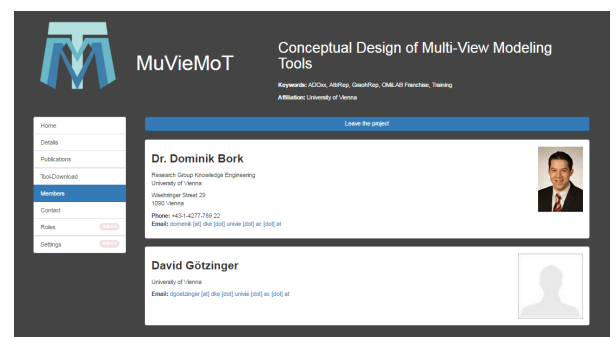 MuVieMoT
Conceptual Design of Multi-View Modeling
Tools
Keywords: ADOxx, AttrRep, GraphRep, OMiLAB Franchise, Training
Affiliation: University of Vienna
Home
Details
Publications
Tool-Download
Members
Contact
Roles
Settings
Leave the project
Dr. Dominik Bork
Research Group Knowledge Engineering
University of Vienna
Waehringer Street 29
1090 Vienna
Phone: +43-1-4277-789 22
Email: domenik [at] dke [dot] univie [dot] ac [dot] at
David Götzinger
University of Vienna
Email: dgoetzinger [at] dke [dot] univie [dot] ac [dot] at